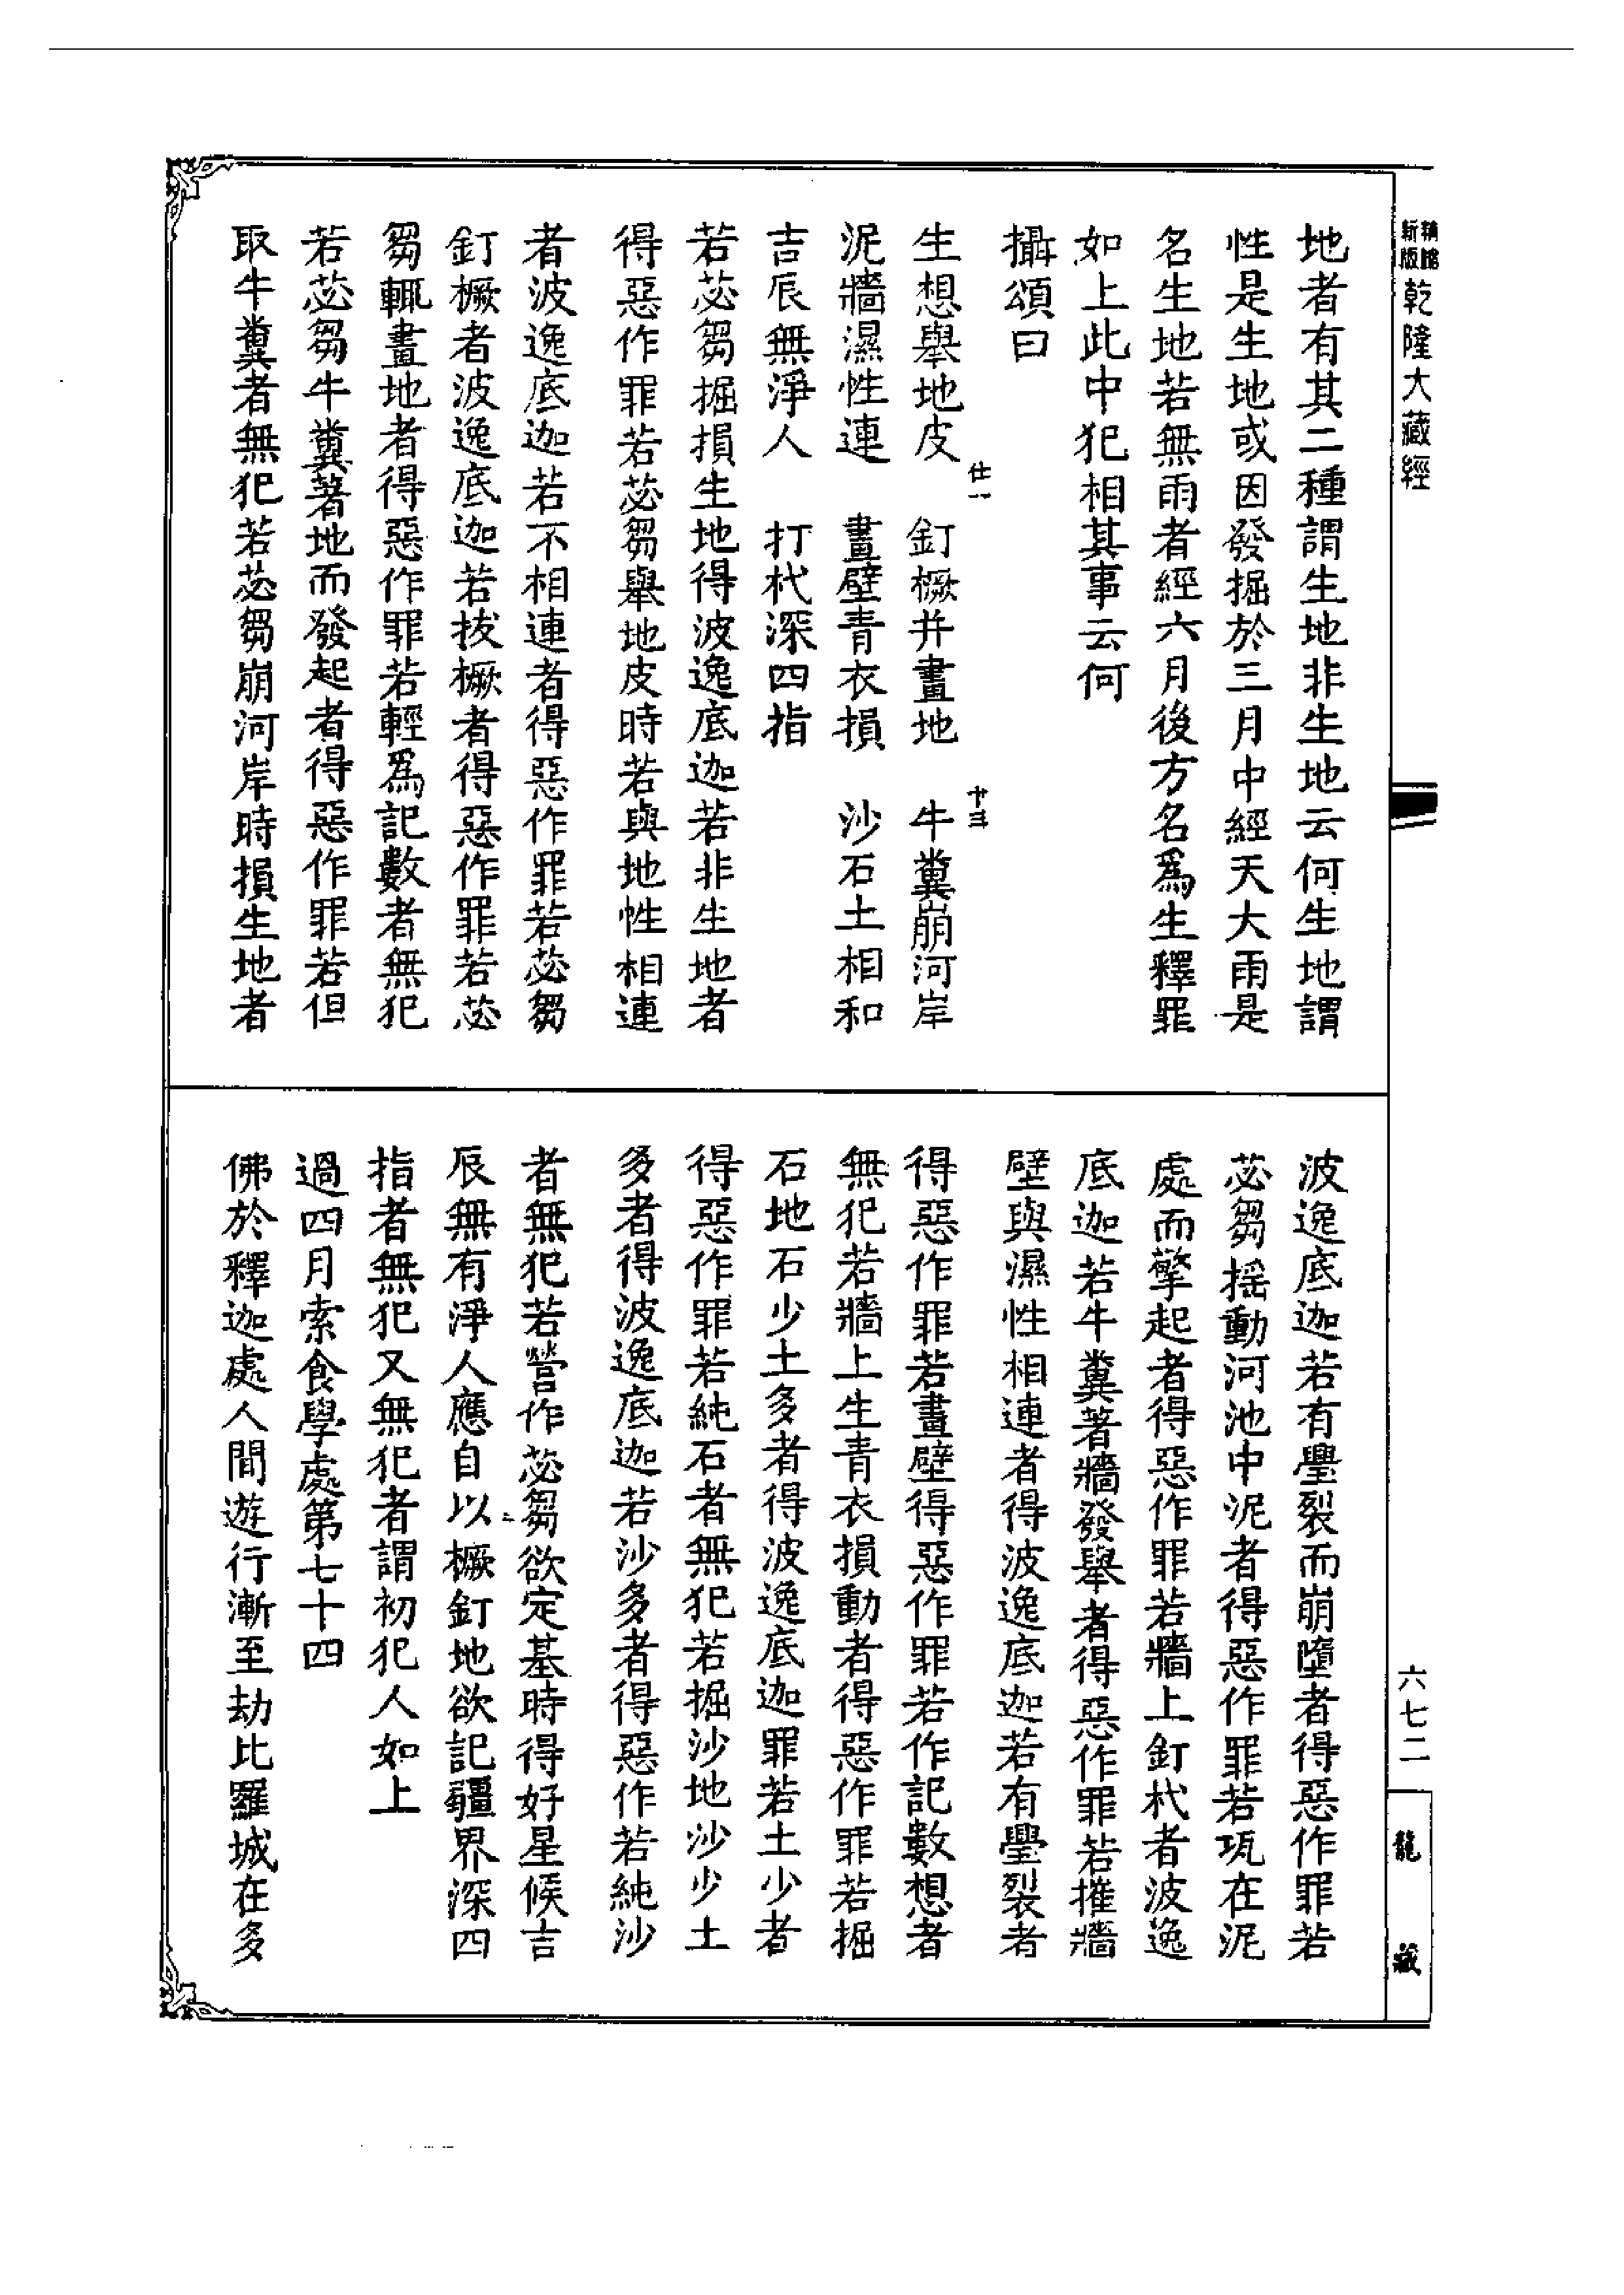 新版 精縮 乾隆大藏經
地者有其二種謂生地非生地云何生地謂
性是生地或因發掘於三月中經天大雨是
名生地若無雨者經六月後方名爲生釋罪
如上此中犯相其事云何
攝頌曰
仕一 十三
生想舉地皮 釘橛并畫地 牛糞崩河岸
泥牆濕性連 畫壁青衣損 沙石土相和
吉辰無淨人 打杙深四指
若苾芻掘損生地得波逸底迦若非生地者
得惡作罪若苾芻舉地皮時若與地性相連
者波逸底迦若不相連者得惡作罪若苾芻
釘橛者波逸底迦若拔橛者得惡作罪若苾
芻輒畫地者得惡作罪若輕爲記數者無犯
若苾芻牛糞著地而發起者得惡作罪若但
取牛糞者無犯若苾芻崩河岸時損生地者
波逸底迦若有璺裂而崩墮者得惡作罪若
苾芻搖動河池中泥者得惡作罪若瓨在泥
處而擎起者得惡作罪若牆上釘杙者波逸
底迦若牛糞著牆發舉者得惡作罪若摧牆
壁與濕性相連者得波逸底迦若有璺裂者
得惡作罪若畫壁得惡作罪若作記數想者
無犯若牆上生青衣損動者得惡作罪若掘
石地石少土多者得波逸底迦罪若土少者
得惡作罪若純石者無犯若掘沙地沙少土
多者得波逸底迦若沙多者得惡作若純沙
者無犯若營作苾芻欲定基時得好星候吉
辰無有淨人應自以橛釘地欲記疆界深四
指者無犯又無犯者謂初犯人如上
過四月索食學處第七十四
佛於釋迦處人間遊行漸至劫比羅城在多
六七二
龍藏